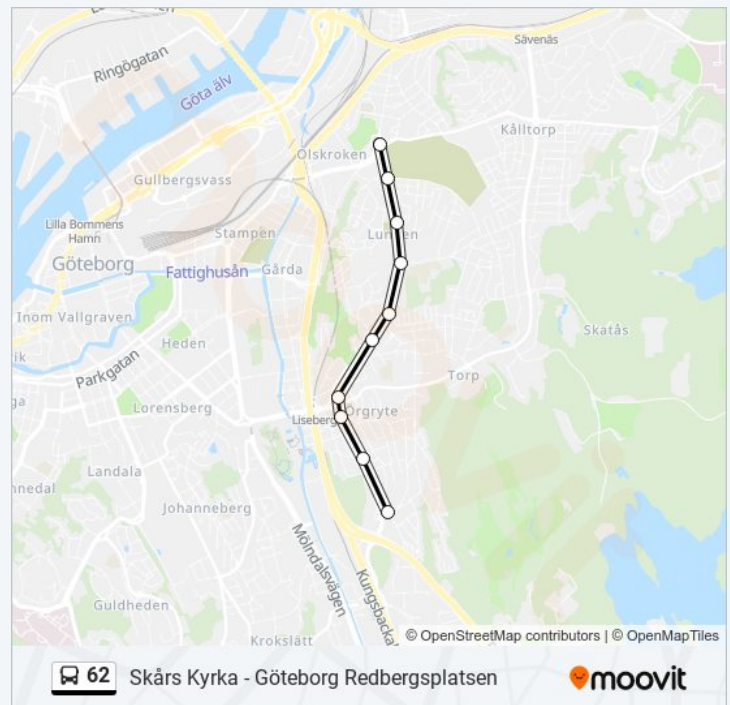 Sävenäs
Ringögatan
Göta älv
Kålltorp
Olskroken
Gullbergsvass
Lilla Bommens
Hamn
Stampen
Lunden
Göteborg
Fattighusån
Gårda
Inom Vallgraven
Heden
Skatås
Parkgatan
Torp
Lorensberg
Liseberg
Örgryte
Landala
Johanneberg
Mölndalsvägen
Guldheden
Kungsbacka
Krokslätt
© OpenStreetMap contributors | © OpenMapTiles
62 Skårs Kyrka - Göteborg Redbergsplatsen
moovit